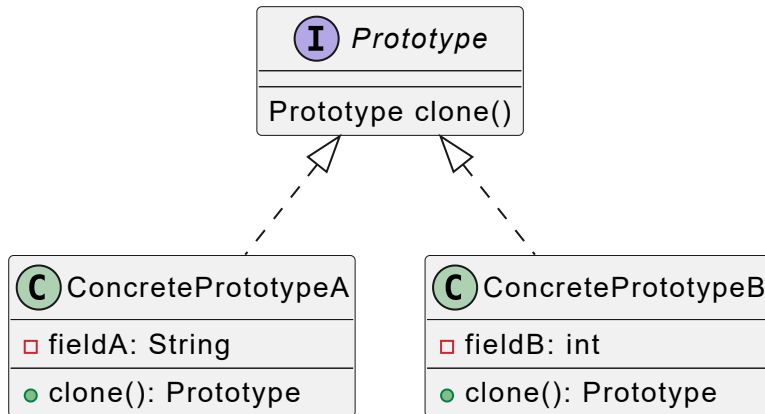 I Prototype
Prototype clone()
C ConcretePrototypeA
fieldA: String
clone(): Prototype
C ConcretePrototypeB
fieldB: int
clone(): Prototype